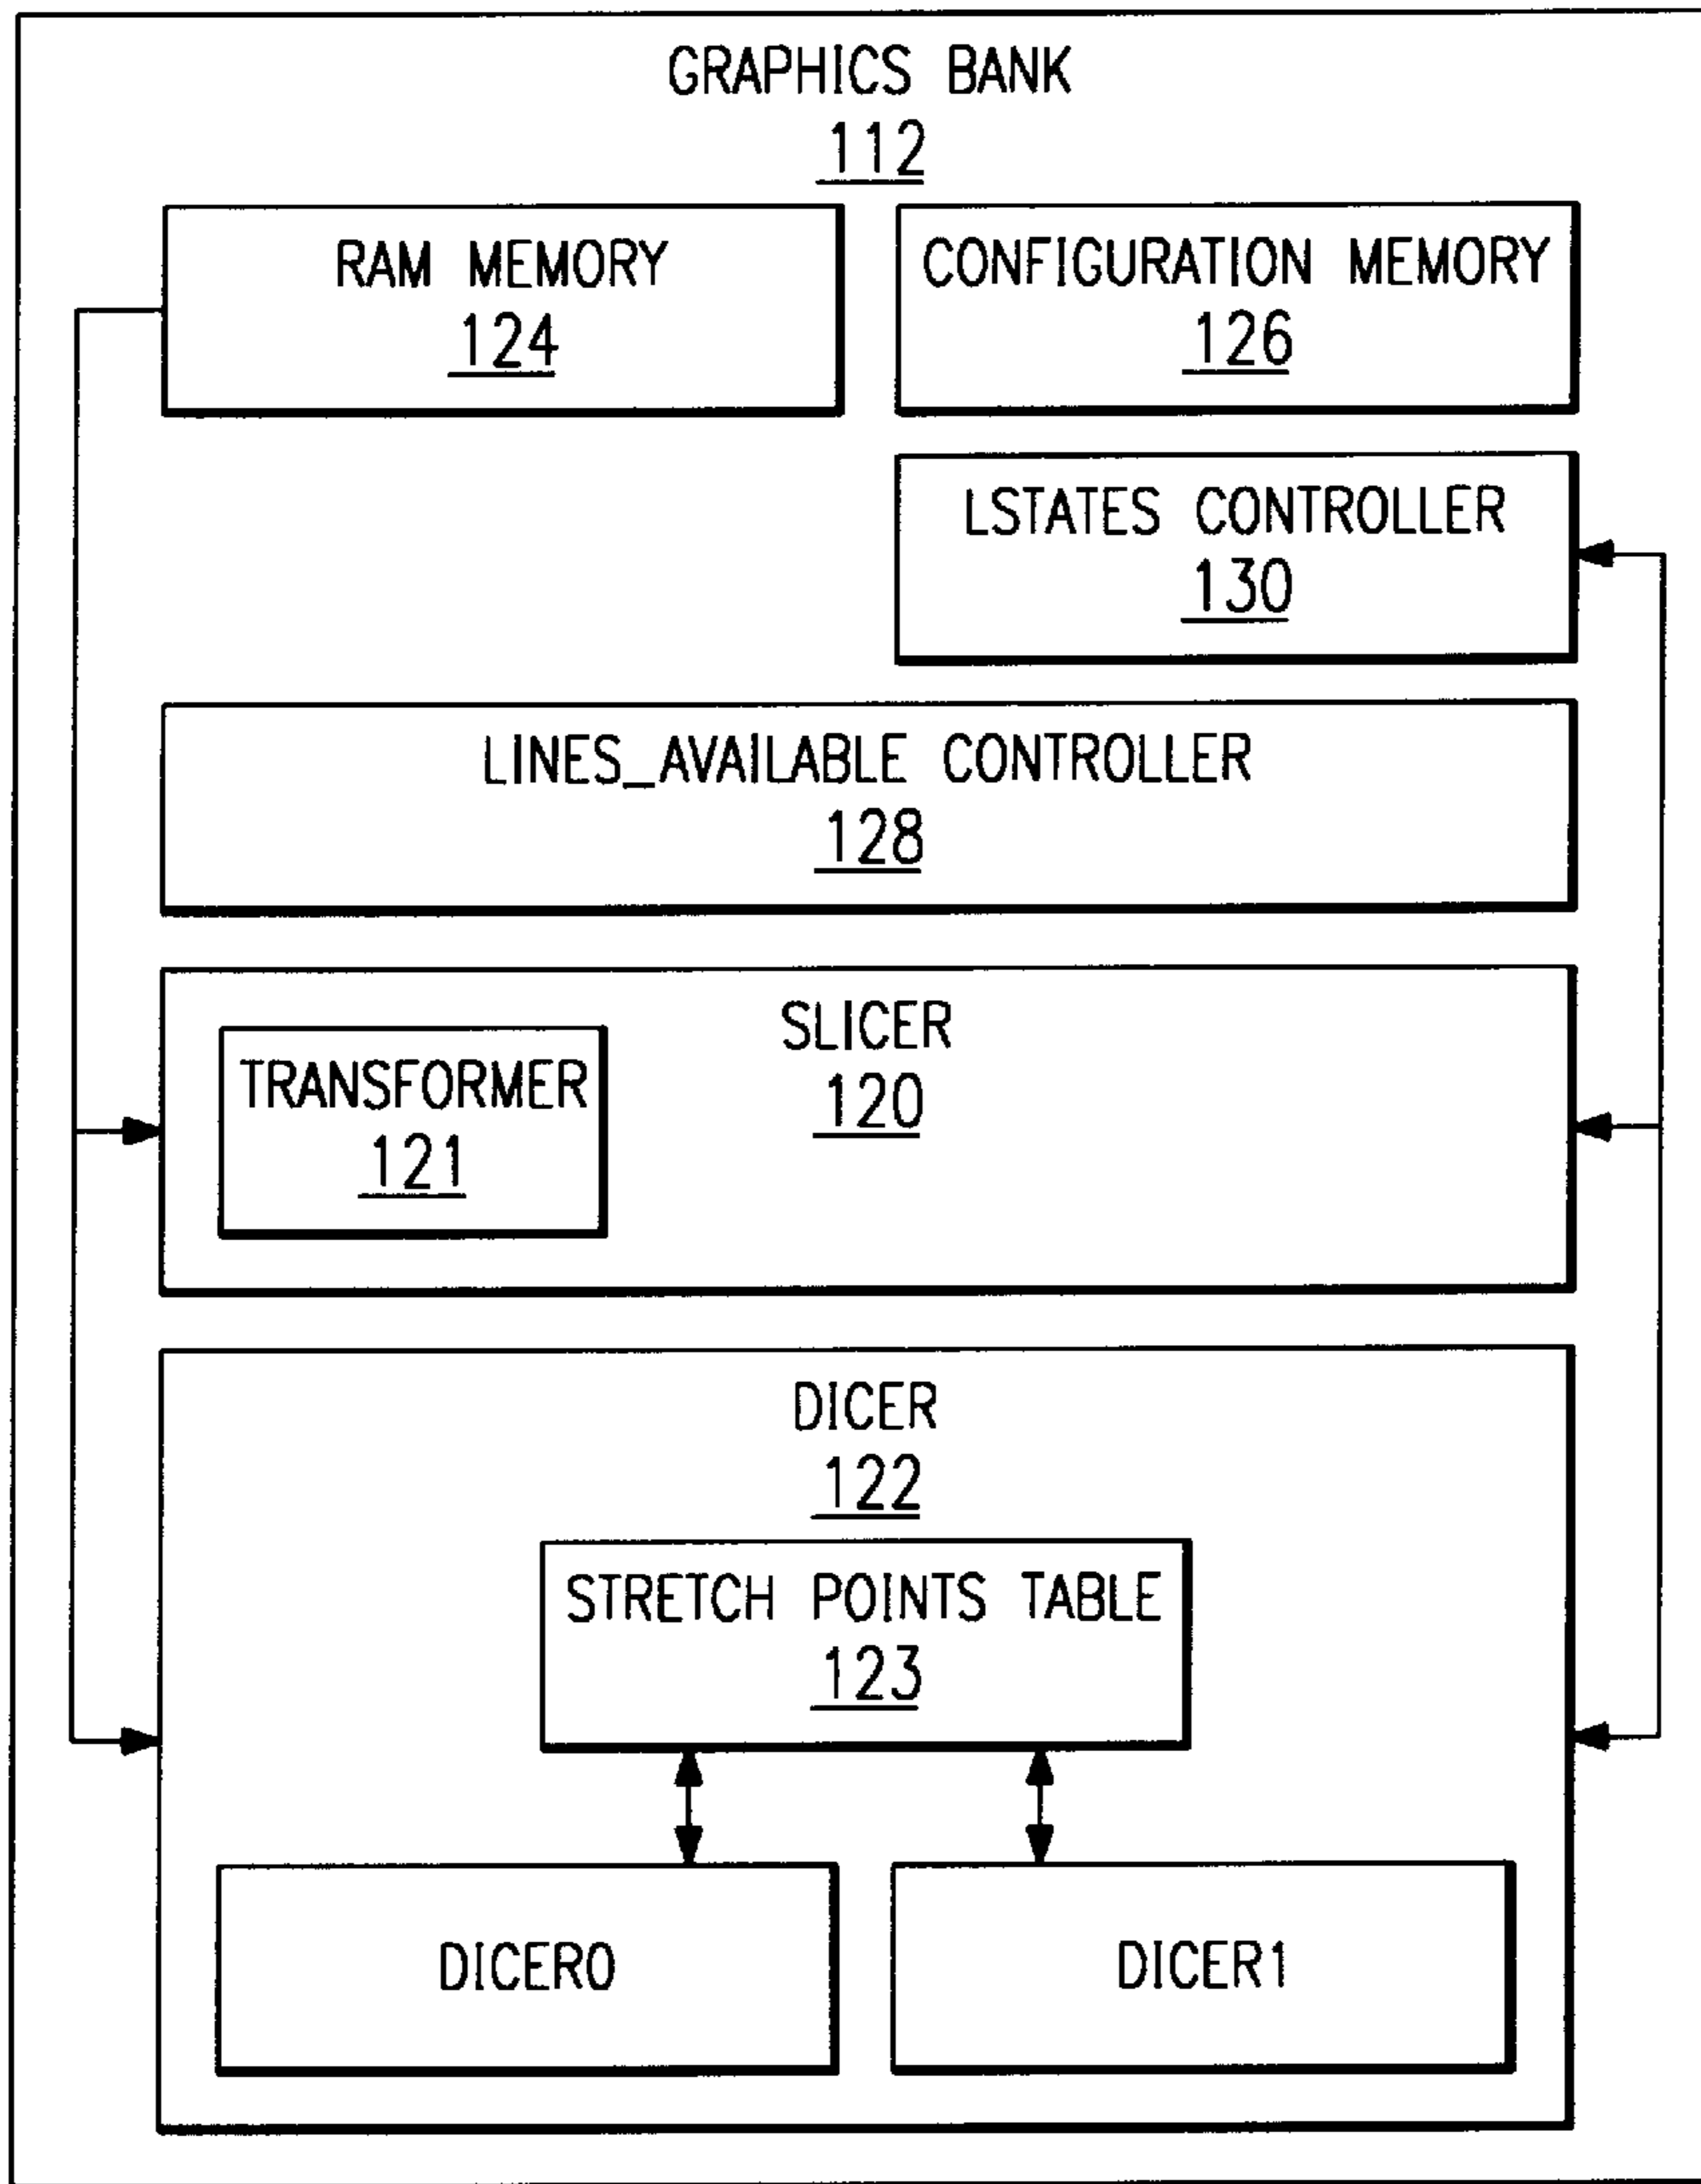 GRAPHICS BANK
112
RAM MEMORY
124
CONFIGURATION MEMORY
126
LSTATES CONTROLLER
130
LINES_AVAILABLE CONTROLLER
128
SLICER
120
TRANSFORMER
121
DICER
122
STRETCH POINTS TABLE
123
DICER0
DICER1